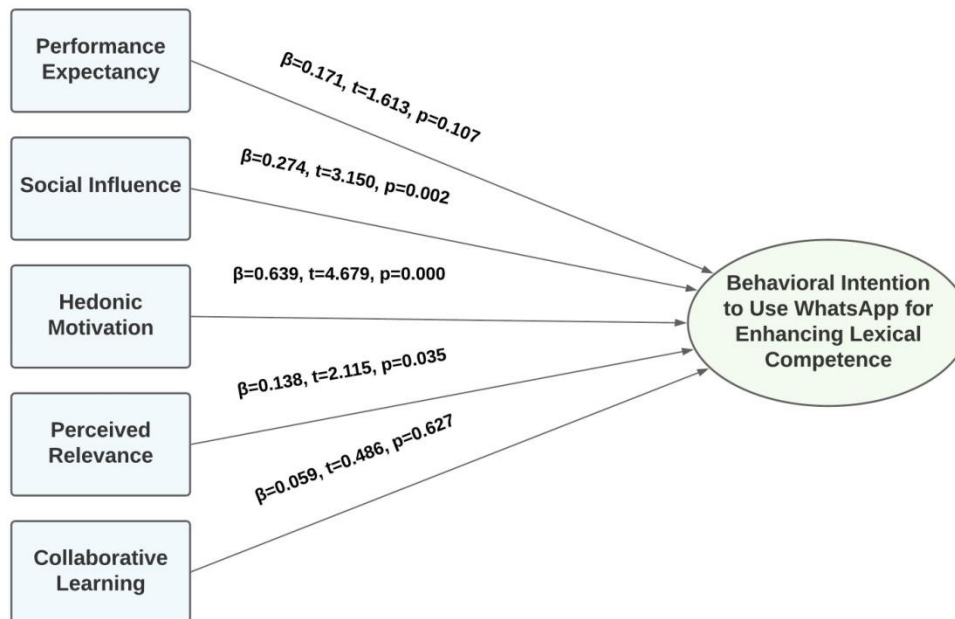 Performance
Expectancy
β=0.171, t=1.613, p=0.107
Social Influence
β=0.274, t=3.150, p=0.002
Hedonic
Motivation
β=0.639, t=4.679, p=0.000
Perceived
Relevance
β=0.138, t=2.115, p=0.035
Collaborative
Learning
β=0.059, t=0.486, p=0.627
Behavioral Intention
to Use WhatsApp for
Enhancing Lexical
Competence